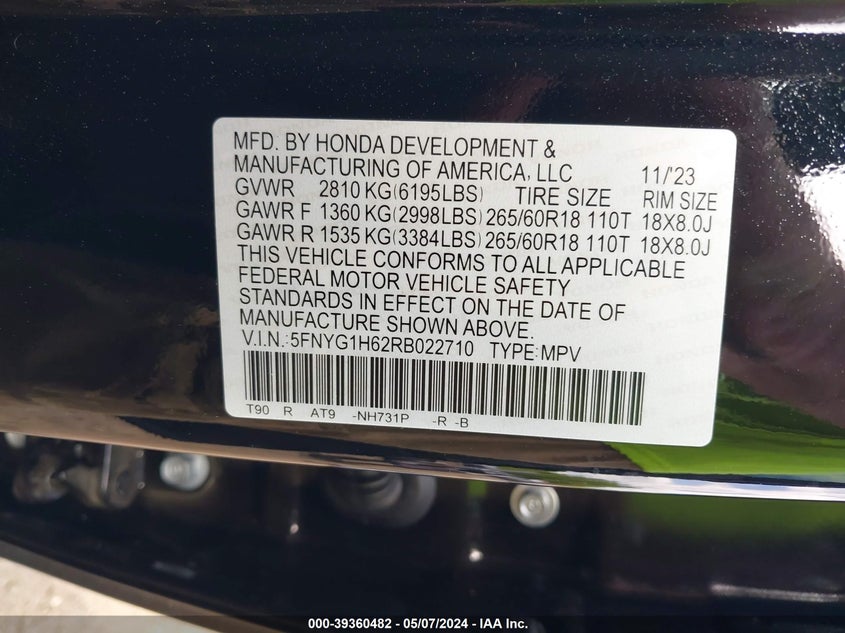 MFD. BY HONDA DEVELOPMENT &
MANUFACTURING OF AMERICA, LLC 11/'23
GVWR 2810 KG(6195LBS) TIRE SIZE RIM SIZE
GAWR F 1360 KG(2998LBS) 265/60R18 110T 18X8.0J
GAWR R 1535 KG(3384LBS) 265/60R18 110T 18X8.0J
THIS VEHICLE CONFORMS TO ALL APPLICABLE
FEDERAL MOTOR VEHICLE SAFETY
STANDARDS IN EFFECT ON THE DATE OF
MANUFACTURE SHOWN ABOVE.
V.I.N.:5FNYG1H62RB022710 TYPE:MPV
T90 R AT9 -NH731P -R -B
000-39360482 - 05/07/2024 - IAA Inc.